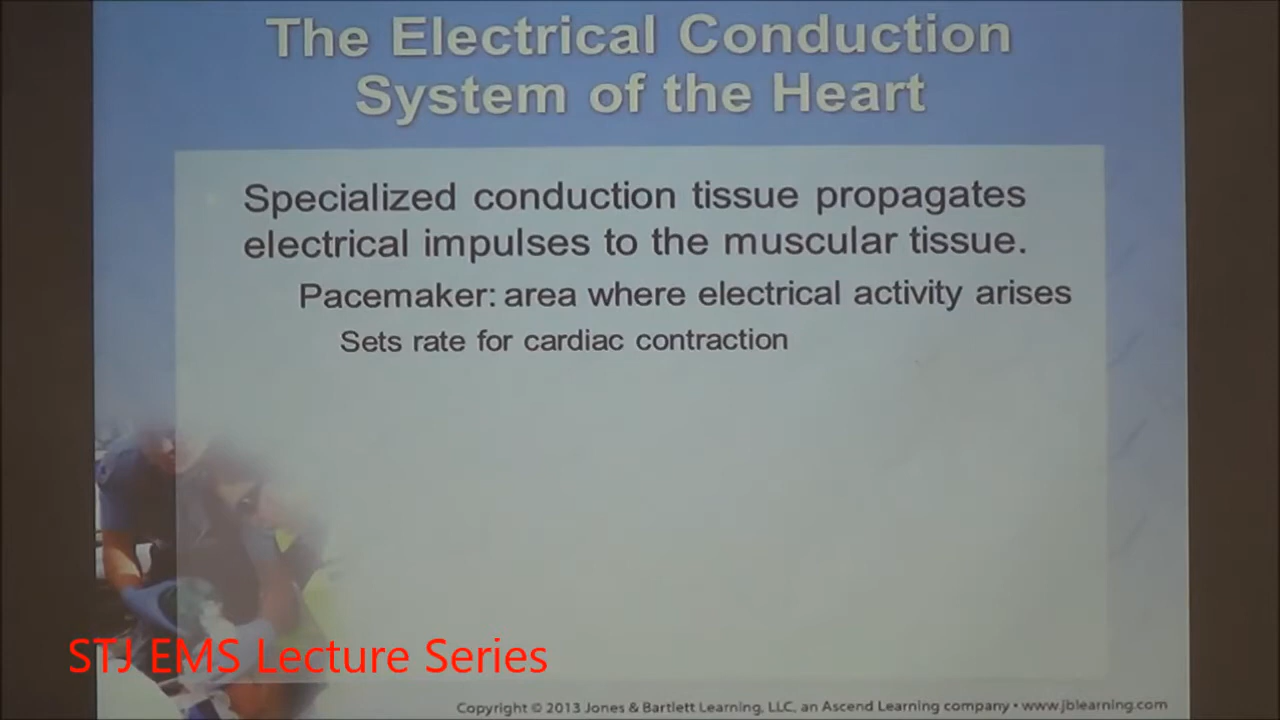 The Electrical Conduction
System of the Heart
Specialized conduction tissue propagates
electrical impulses to the muscular tissue.
Pacemaker: area where electrical activity arises
Sets rate for cardiac contraction
STJ EMS Lecture Series
Copyright © 2013 Jones & Bartlett Learning, LLC, an Ascend Learning company • www.jblearning.com